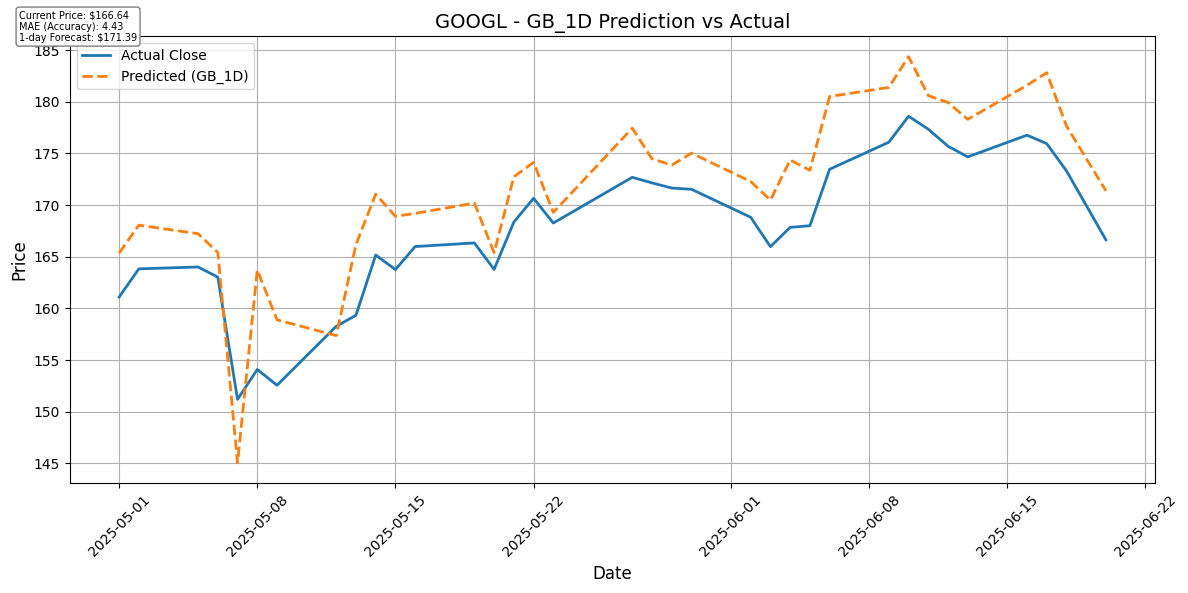 Current Price: $166.64
MAE (Accuracy): 4.43
1-day Forecast: $171.39
GOOGL - GB_1D Prediction vs Actual
Actual Close
Predicted (GB_1D)
Price
185
180
175
170
165
160
155
150
145
2025-05-01
2025-05-08
2025-05-15
2025-05-22
2025-06-01
2025-06-08
2025-06-15
2025-06-22
Date